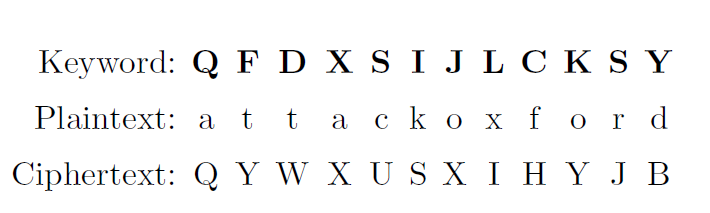 Keyword: Q F D X S I J L C K S Y
Plaintext: a t t a c k o x f o r d
Ciphertext: Q Y W X U S X I H Y J B